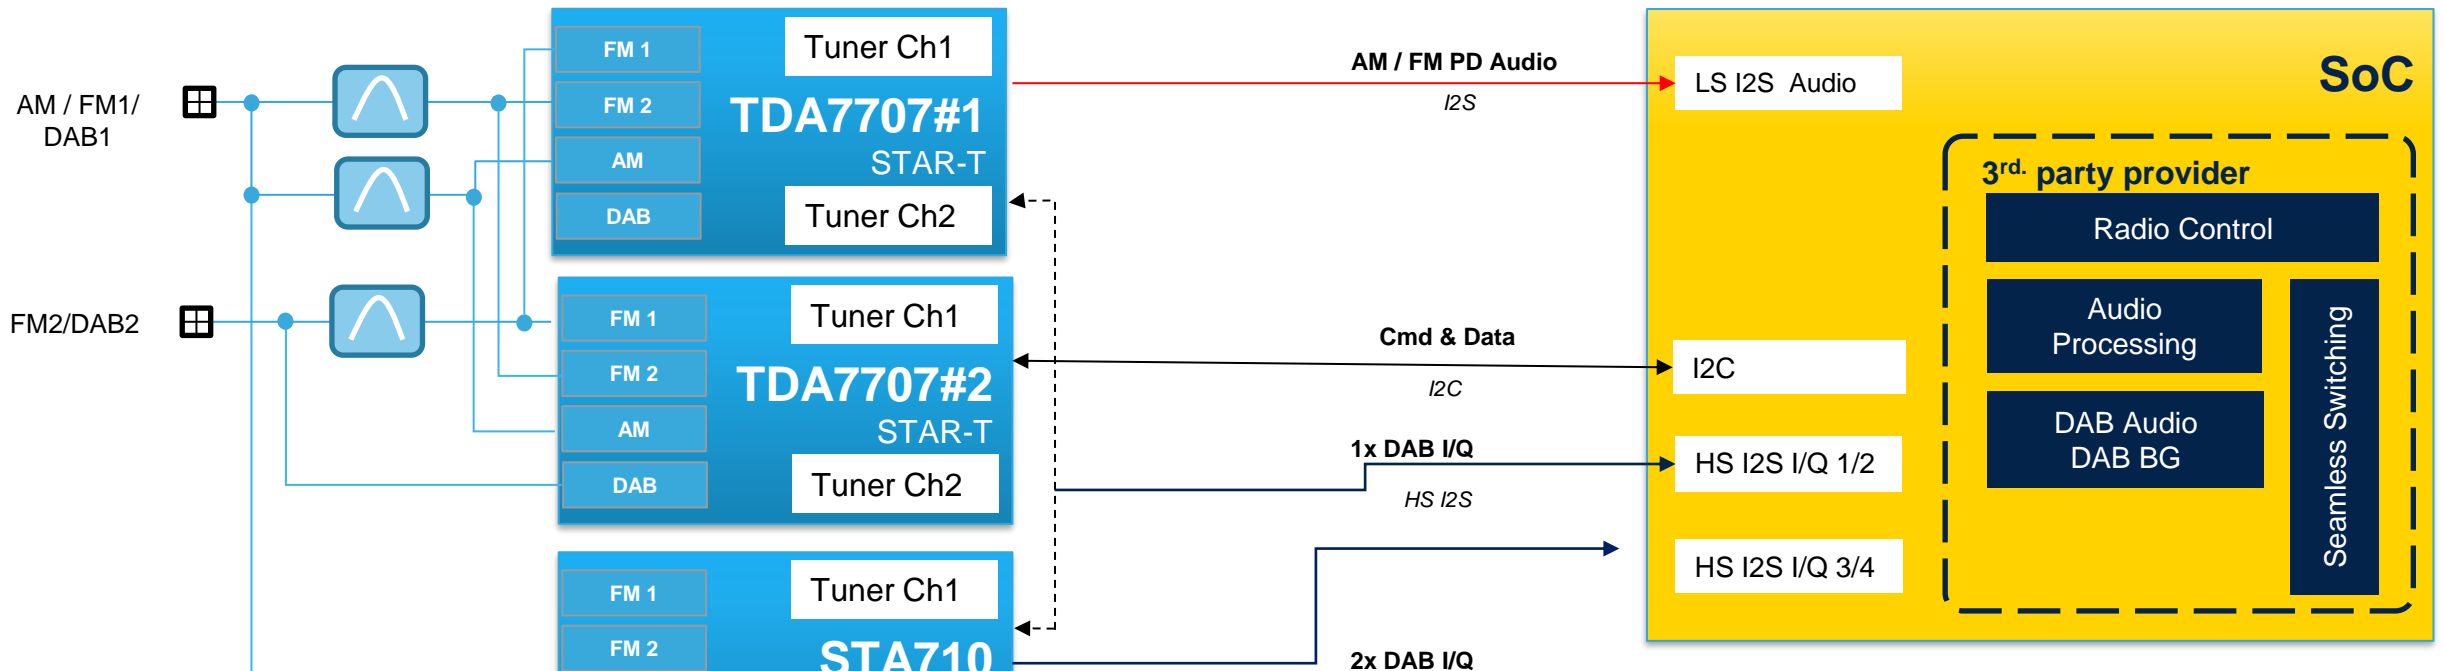 AM / FM1/
DAB1
FM2/DAB2
FM 1
FM 2
AM
DAB
Tuner Ch1
TDA7707#1
STAR-T
Tuner Ch2
FM 1
FM 2
AM
DAB
Tuner Ch1
TDA7707#2
STAR-T
Tuner Ch2
FM 1
FM 2
Tuner Ch1
STA710
AM / FM PD Audio
I2S
Cmd & Data
I2C
1x DAB I/Q
HS I2S
2x DAB I/Q
SoC
LS I2S Audio
I2C
HS I2S I/Q 1/2
HS I2S I/Q 3/4
3rd. party provider
Radio Control
Audio
Processing
DAB Audio
DAB BG
Seamless Switching